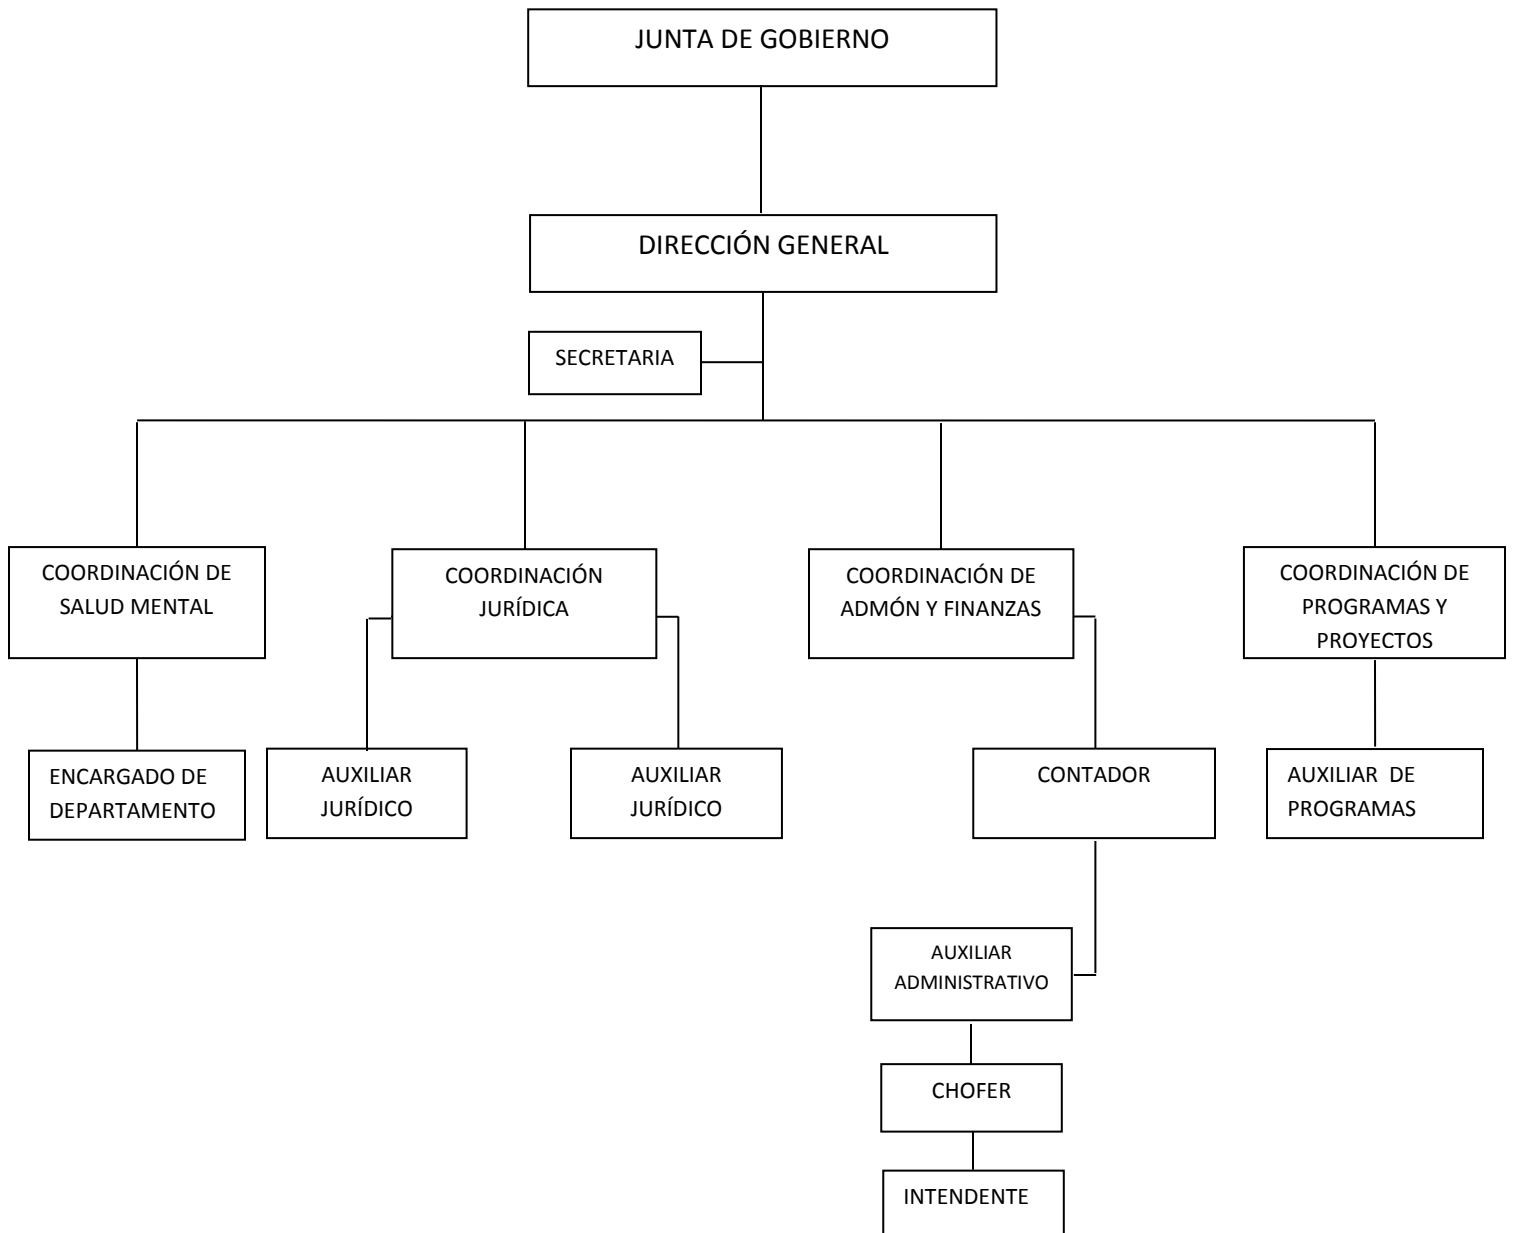 JUNTA DE GOBIERNO
DIRECCIÓN GENERAL
SECRETARIA
COORDINACIÓN DE
SALUD MENTAL
COORDINACIÓN
JURÍDICA
COORDINACIÓN DE
ADMÓN Y FINANZAS
COORDINACIÓN DE
PROGRAMAS Y
PROYECTOS
ENCARGADO DE
DEPARTAMENTO
AUXILIAR
JURÍDICO
AUXILIAR
JURÍDICO
CONTADOR
AUXILIAR DE
PROGRAMAS
AUXILIAR
ADMINISTRATIVO
CHOFER
INTENDENTE